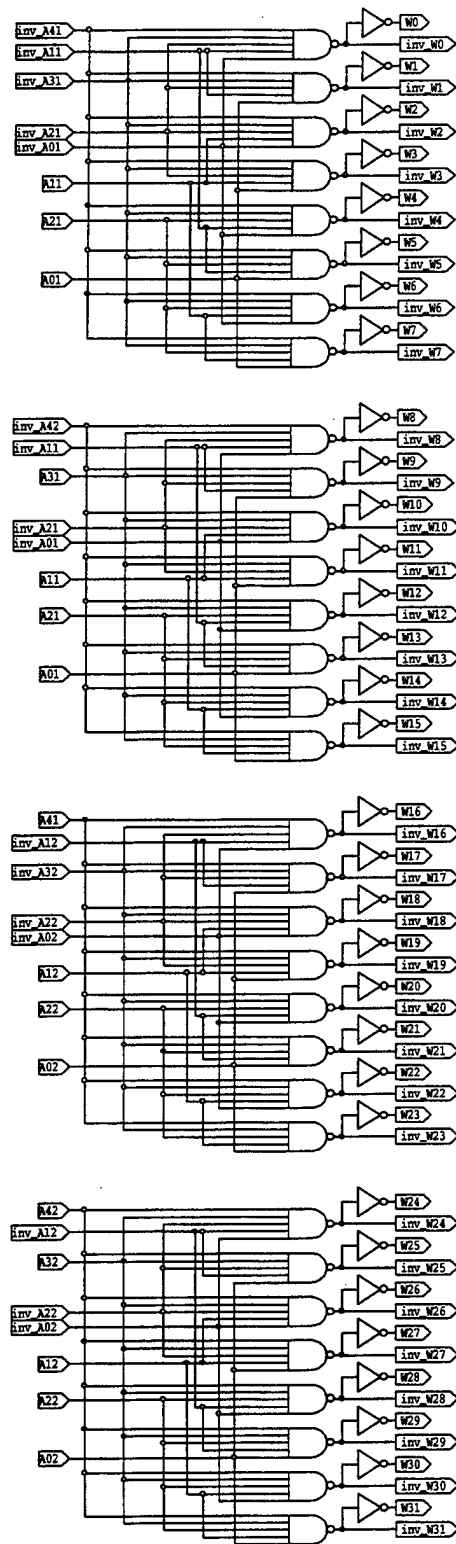 W0
inv_A41
inv_W0
inv_A11
W1
inv_A31
inv_W1
W2
inv_A21
inv_W2
inv_A01
W3
inv_W3
A11
W4
A21
inv_W4
W5
inv_W5
A01
W6
inv_W6
W7
inv_W7
W8
inv_A42
inv_W8
inv_A11
W9
A31
inv_W9
W10
inv_A21
inv_W10
inv_A01
W11
inv_W11
A11
W12
inv_W12
A21
W13
inv_W13
A01
W14
inv_W14
W15
inv_W15
W16
A41
inv_W16
inv_A12
W17
inv_A32
inv_W17
W18
inv_A22
inv_W18
inv_A02
W19
inv_W19
A12
W20
inv_W20
A22
W21
inv_W21
A02
W22
inv_W22
W23
inv_W23
W24
A42
inv_W24
inv_A12
W25
A32
inv_W25
W26
inv_A22
inv_W26
inv_A02
W27
inv_W27
A12
W28
inv_W28
A22
W29
inv_W29
A02
W30
inv_W30
W31
inv_W31